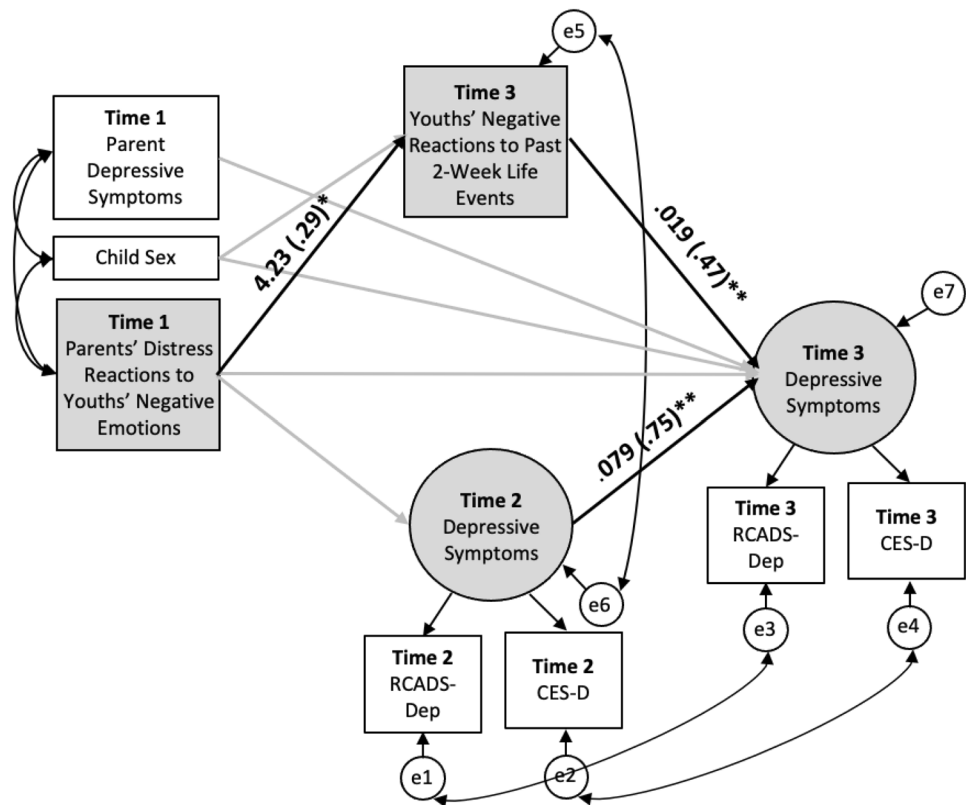 e5
Time 3
Youths’ Negative
Reactions to Past
2-Week Life
Events
Time 1
Parent
Depressive
Symptoms
Child Sex
4.23 (.29)*
.019 (.47)**
e7
Time 1
Parents’ Distress
Reactions to
Youths’ Negative
Emotions
Time 3
Depressive
Symptoms
.079 (.75)**
Time 2
Depressive
Symptoms
e6
Time 3
RCADS-
Dep
Time 3
CES-D
e3
e4
Time 2
RCADS-
Dep
Time 2
CES-D
e1
e2